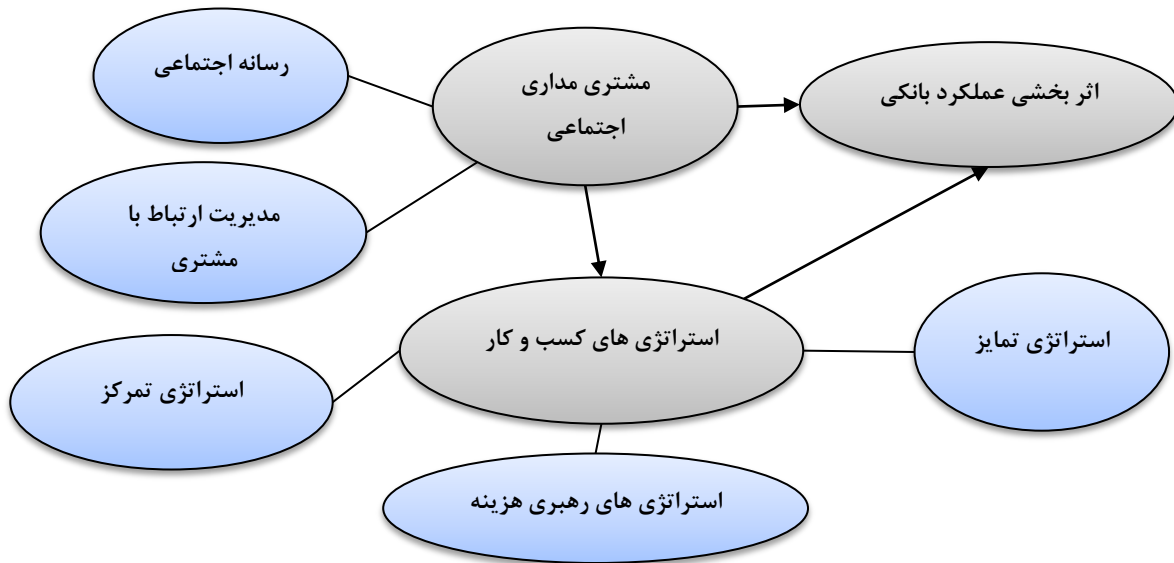 رسانه اجتماعی
مشتری مداری
اجتماعی
اثر بخشی عملکرد بانکی
مدیریت ارتباط با
مشتری
استراتژی های کسب و کار
استراتژی تمایز
استراتژی تمرکز
استراتژی های رهبری هزینه